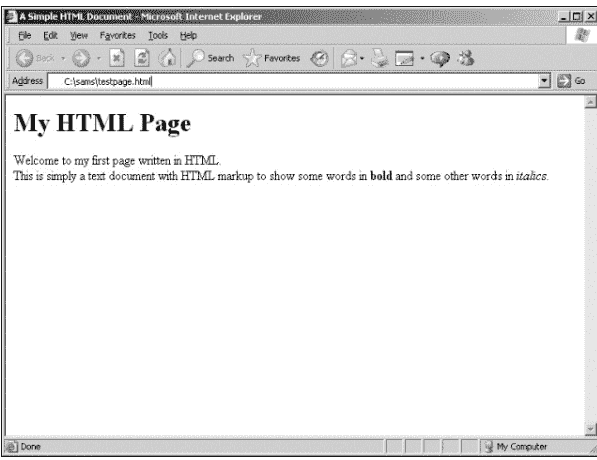 A Simple HTML Document - Microsoft Internet Explorer
File Edit View Favorites Tools Help
Back Search Favorites
Address C:\sams\testpage.html Go
My HTML Page
Welcome to my first page written in HTML.
This is simply a text document with HTML markup to show some words in bold and some other words in italics.
Done My Computer